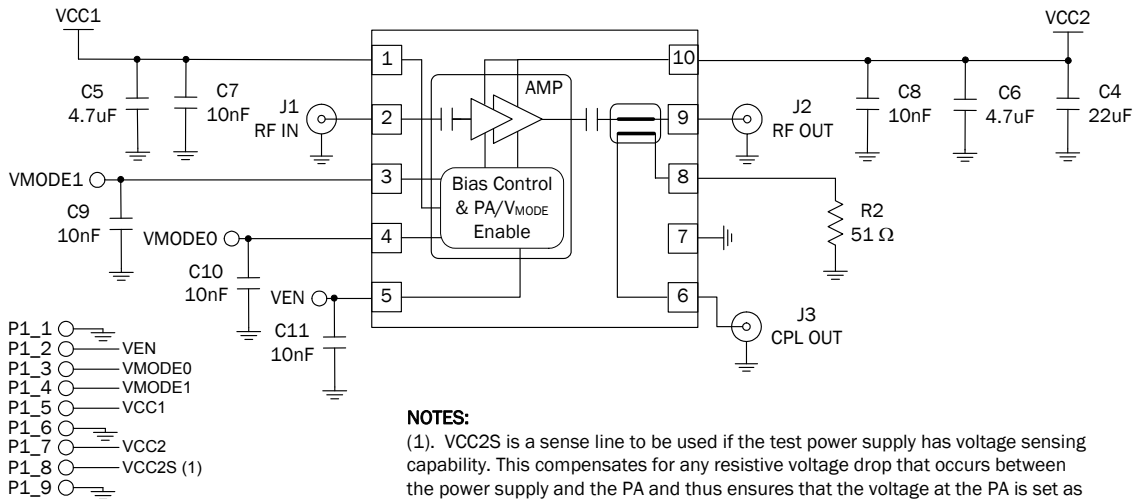 VCC1
VCC2
C5
4.7uF
C7
10nF
J1
RF IN
1
2
3
4
5
AMP
Bias Control
& PA/VMODE
Enable
10
9
8
7
6
J2
RF OUT
C8
10nF
C6
4.7uF
C4
22uF
R2
51 Ω
J3
CPL OUT
VMODE1
C9
10nF
VMODE0
C10
10nF
VEN
C11
10nF
P1_1
P1_2 VEN
P1_3 VMODE0
P1_4 VMODE1
P1_5 VCC1
P1_6
P1_7 VCC2
P1_8 VCC2S (1)
P1_9
NOTES:
(1). VCC2S is a sense line to be used if the test power supply has voltage sensing
capability. This compensates for any resistive voltage drop that occurs between
the power supply and the PA and thus ensures that the voltage at the PA is set as